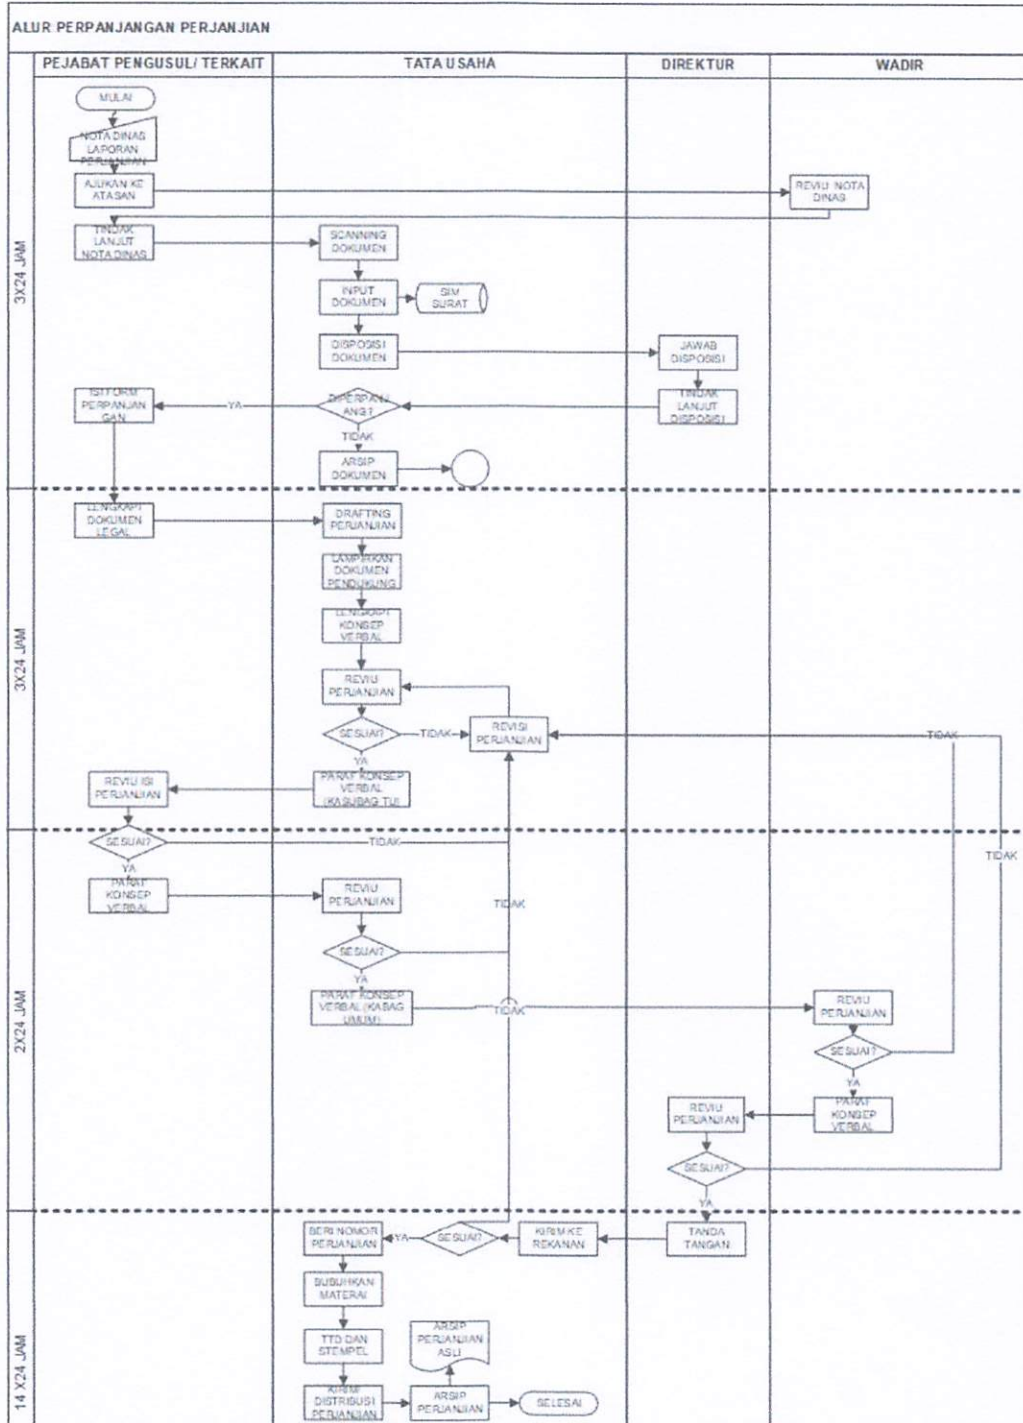 ALUR PERPANJANGAN PERJANJIAN
PEJABAT PENGUSUL/ TERKAIT
TATA USAHA
DIREKTUR
WADIR
3X24 JAM
MULAI
NOTA DINAS
LAPORAN
PERJANJIAN
AJUKAN KE
ATASAN
REVIU NOTA
DINAS
TINDAK
LANJUT
NOTA DINAS
SCANNING
DOKUMEN
INPUT
DOKUMEN
SIM
SURAT
DISPOSISI
DOKUMEN
JAWAB
DISPOSISI
TINDAK
LANJUT
DISPOSISI
DIPERPANJ
ANG?
YA
ISI FORM
PERPANJAN
GAN
TIDAK
ARSIP
DOKUMEN
3X24 JAM
LENGKAPI
DOKUMEN
LEGAL
DRAFTING
PERJANJIAN
LAMPIRKAN
DOKUMEN
PENDUKUNG
LENGKAPI
KONSEP
VERBAL
REVIU
PERJANJIAN
SESUAI?
TIDAK
REVISI
PERJANJIAN
TIDAK
YA
PARAF KONSEP
VERBAL
(KASUBAG TU)
REVIU ISI
PERJANJIAN
2X24 JAM
SESUAI?
TIDAK
TIDAK
YA
PARAF
KONSEP
VERBAL
REVIU
PERJANJIAN
TIDAK
SESUAI?
YA
PARAF KONSEP
VERBAL (KABAG
UMUM)
TIDAK
REVIU
PERJANJIAN
SESUAI?
YA
PARAF
KONSEP
VERBAL
REVIU
PERJANJIAN
SESUAI?
YA
14 X24 JAM
TANDA
TANGAN
KIRIM KE
REKANAN
SESUAI?
YA
BERI NOMOR
PERJANJIAN
BUBUHKAN
MATERAI
TTD DAN
STEMPEL
ARSIP
PERJANJIAN
ASLI
KIRIM/
DISTRIBUSI
PERJANJIAN
ARSIP
PERJANJIAN
SELESAI